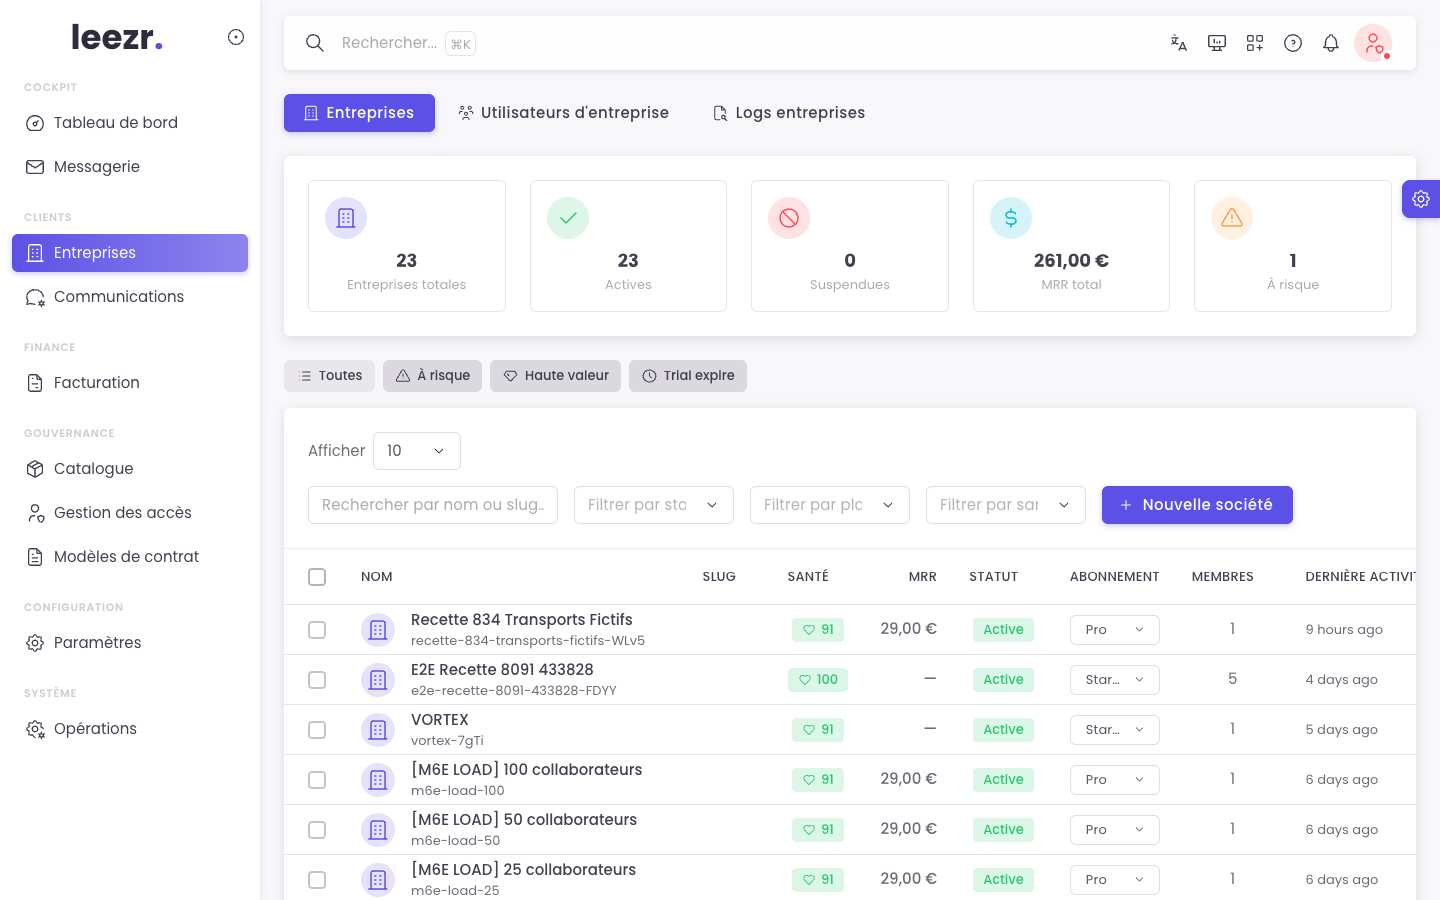 leezr.
Rechercher... ⌘K
COCKPIT
Tableau de bord
Messagerie
CLIENTS
Entreprises
Communications
FINANCE
Facturation
GOUVERNANCE
Catalogue
Gestion des accès
Modèles de contrat
CONFIGURATION
Paramètres
SYSTÈME
Opérations
Entreprises Utilisateurs d'entreprise Logs entreprises
23 23 0 261,00 € 1
Entreprises totales Actives Suspendues MRR total À risque
Toutes À risque Haute valeur Trial expire
Afficher 10
Rechercher par nom ou slug.. Filtrer par Filtrer par Filtrer par + Nouvelle société
NOM SLUG SANTÉ MRR STATUT ABONNEMENT MEMBRES DERNIÈRE
Recette 834 Transports Fictifs 91 29,00 € Active Pro 1 9 hours ago
recette-834-transports-fictifs-WLv5
E2E Recette 8091 433828 100 — Active Star... 5 4 days ago
e2e-recette-8091-433828-FDYY
VORTEX 91 — Active Star... 1 5 days ago
vortex-7gTi
[M6E LOAD] 100 collaborateurs 91 29,00 € Active Pro 1 6 days ago
m6e-load-100
[M6E LOAD] 50 collaborateurs 91 29,00 € Active Pro 1 6 days ago
m6e-load-50
[M6E LOAD] 25 collaborateurs 91 29,00 € Active Pro 1 6 days ago
m6e-load-25